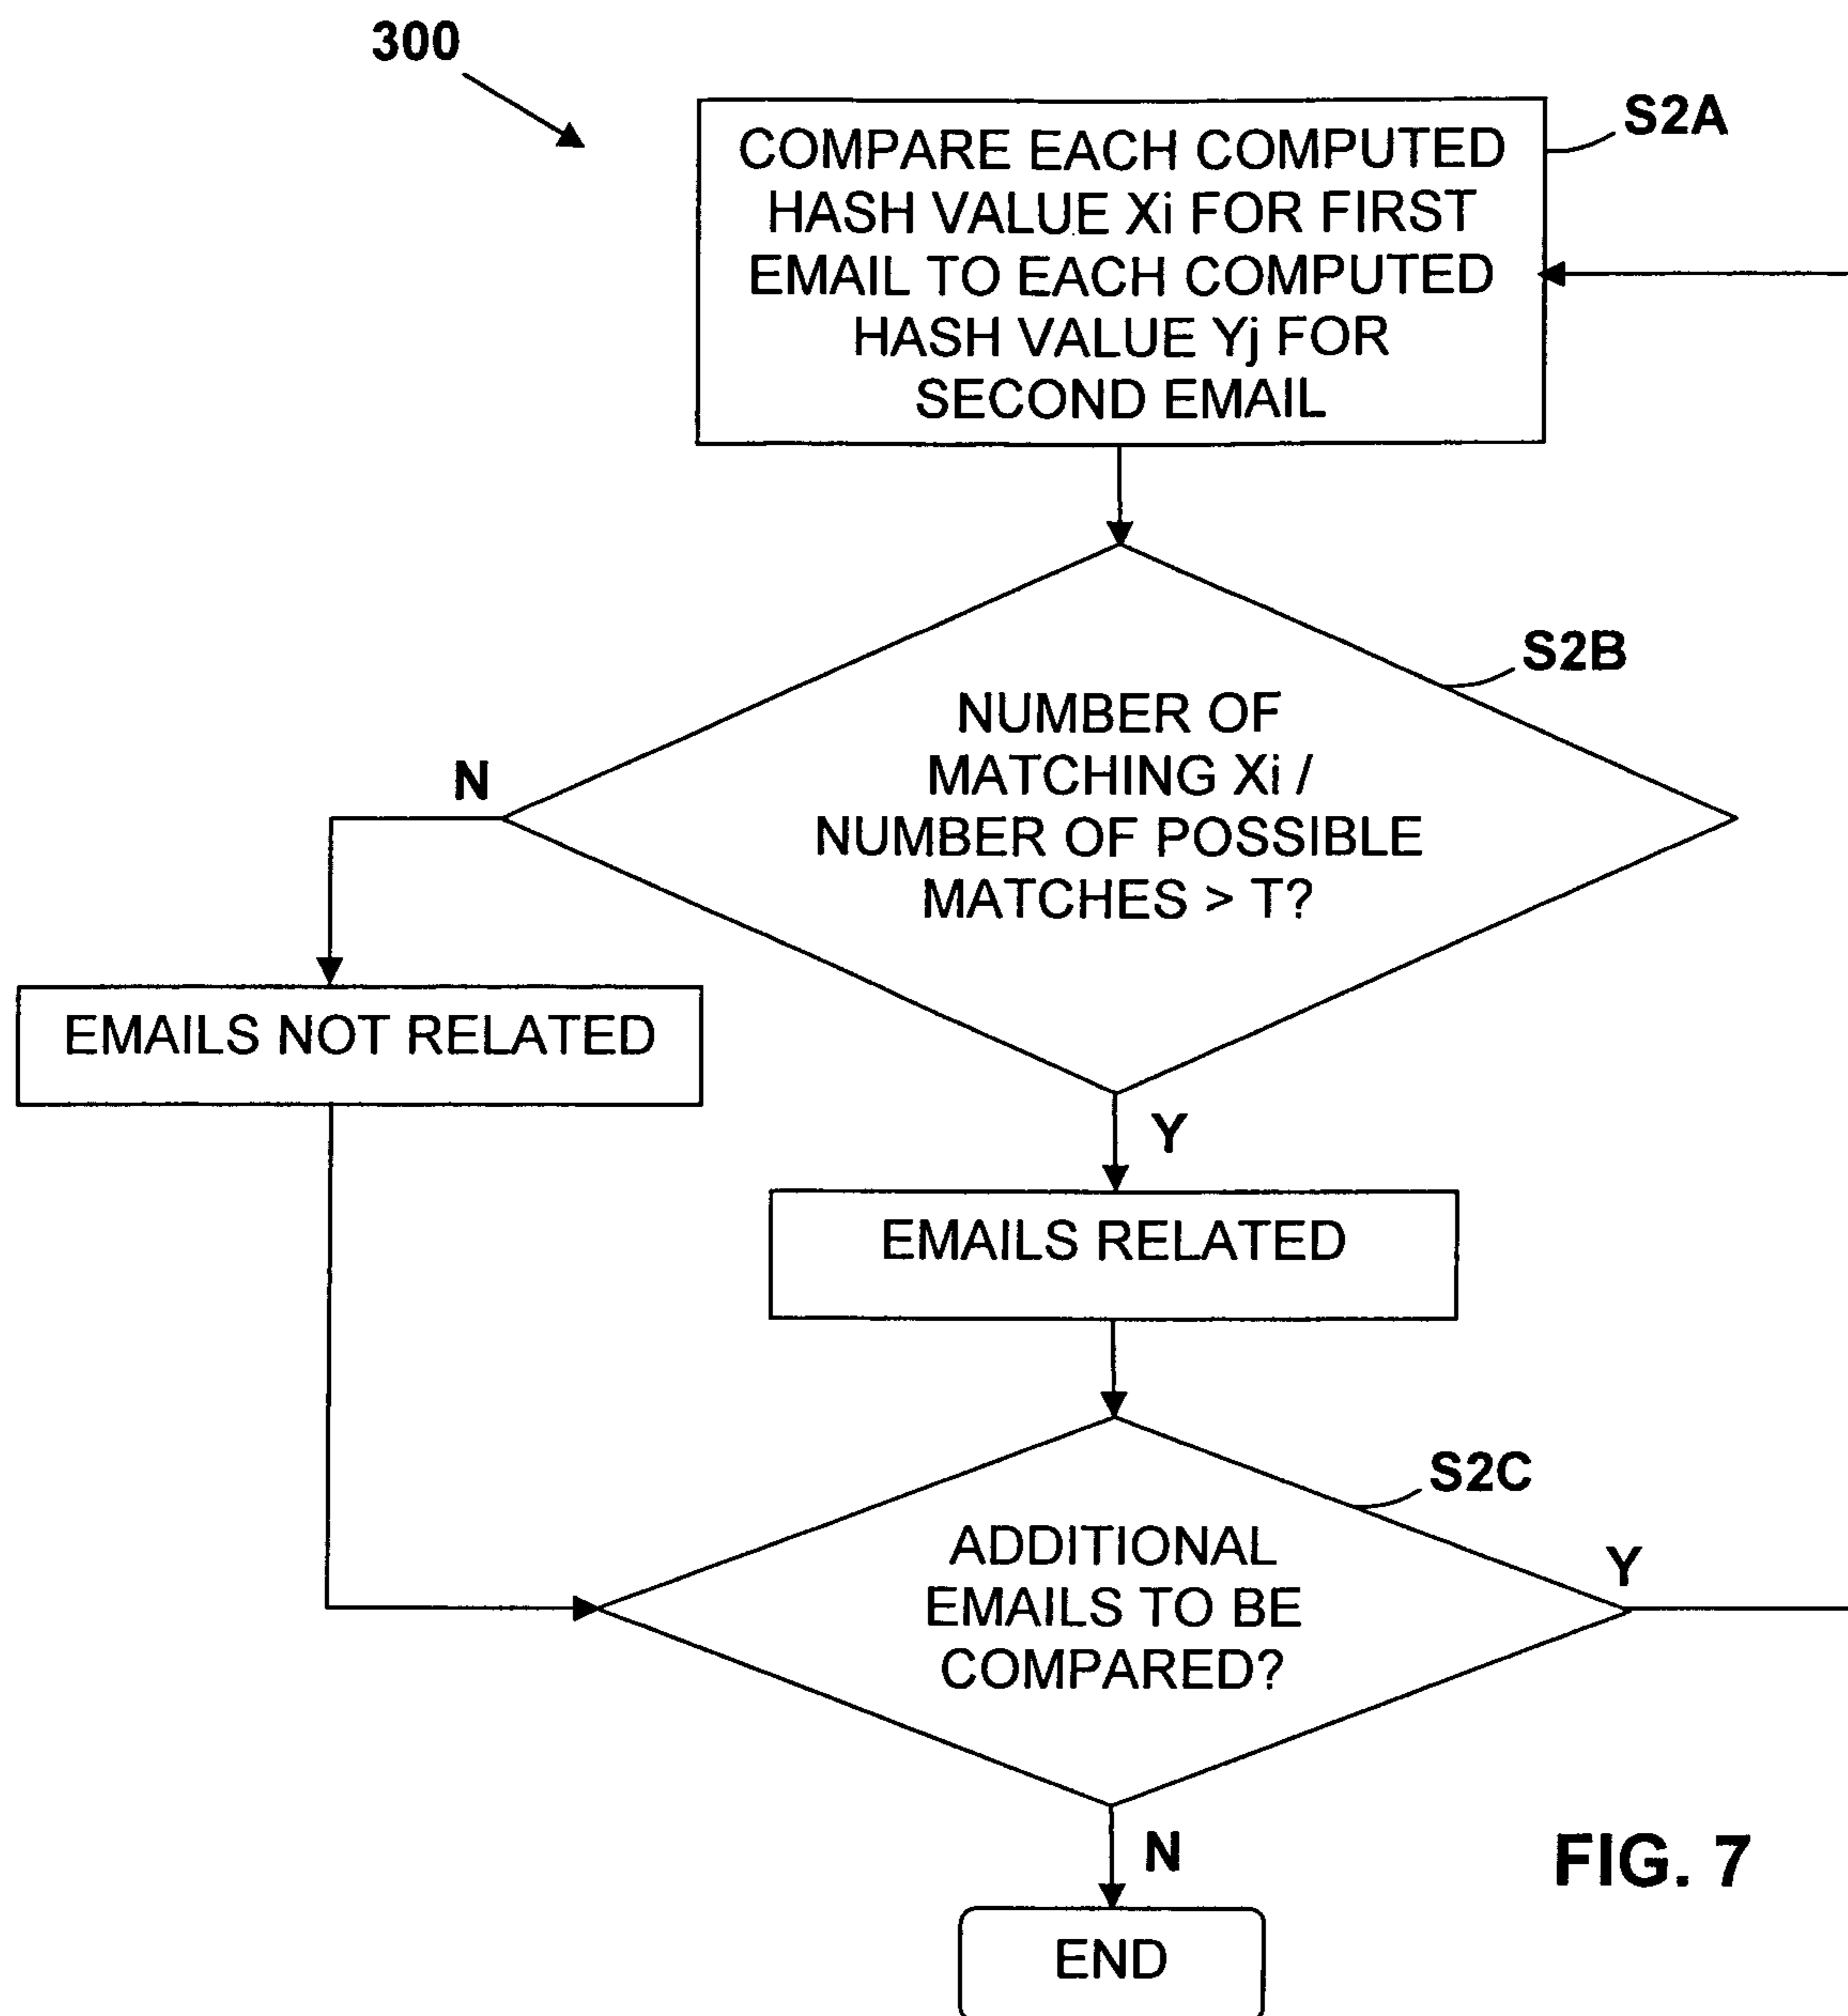 300
S2A
COMPARE EACH COMPUTED
HASH VALUE Xi FOR FIRST
EMAIL TO EACH COMPUTED
HASH VALUE Yj FOR
SECOND EMAIL
S2B
NUMBER OF
MATCHING Xi /
NUMBER OF POSSIBLE
MATCHES > T?
N
EMAILS NOT RELATED
Y
EMAILS RELATED
S2C
ADDITIONAL
EMAILS TO BE
COMPARED?
Y
N
FIG. 7
END